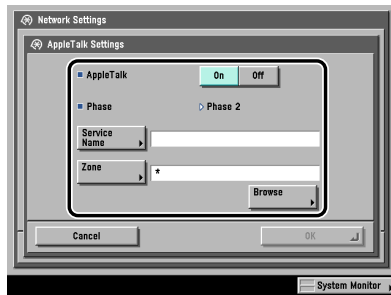 Network Settings
AppleTalk Settings
AppleTalk On Off
Phase Phase 2
Service
Name
Zone *
Browse
Cancel OK
System Monitor